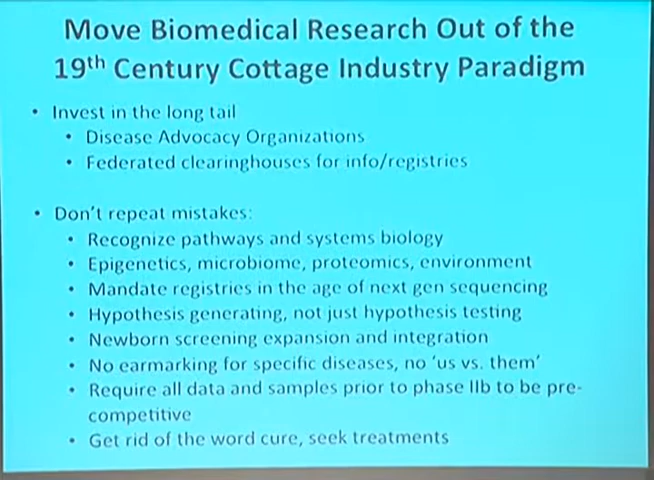 Move Biomedical Research Out of the
19th Century Cottage Industry Paradigm
• Invest in the long tail
• Disease Advocacy Organizations
• Federated clearinghouses for info/registries
• Don't repeat mistakes:
• Recognize pathways and systems biology
• Epigenetics, microbiome, proteomics, environment
• Mandate registries in the age of next gen sequencing
• Hypothesis generating, not just hypothesis testing
• Newborn screening expansion and integration
• No earmarking for specific diseases, no 'us vs. them'
• Require all data and samples prior to phase IIb to be pre-
competitive
• Get rid of the word cure, seek treatments